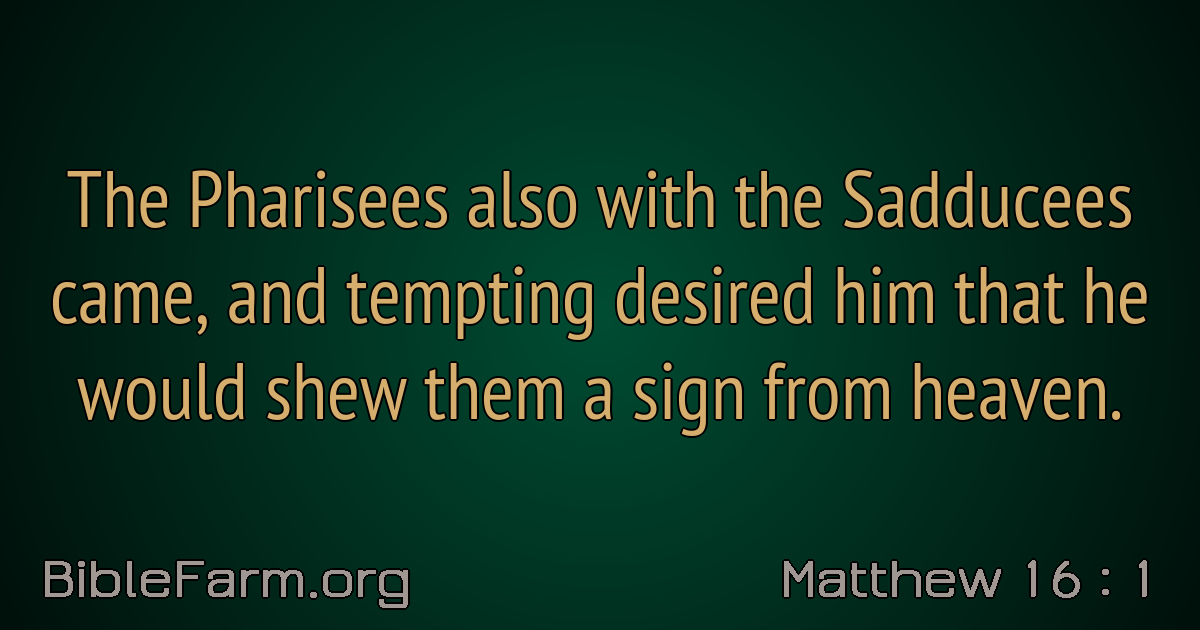 The Pharisees also with the Sadducees
came, and tempting desired him that he
would shew them a sign from heaven.
BibleFarm.org
Matthew 16 : 1